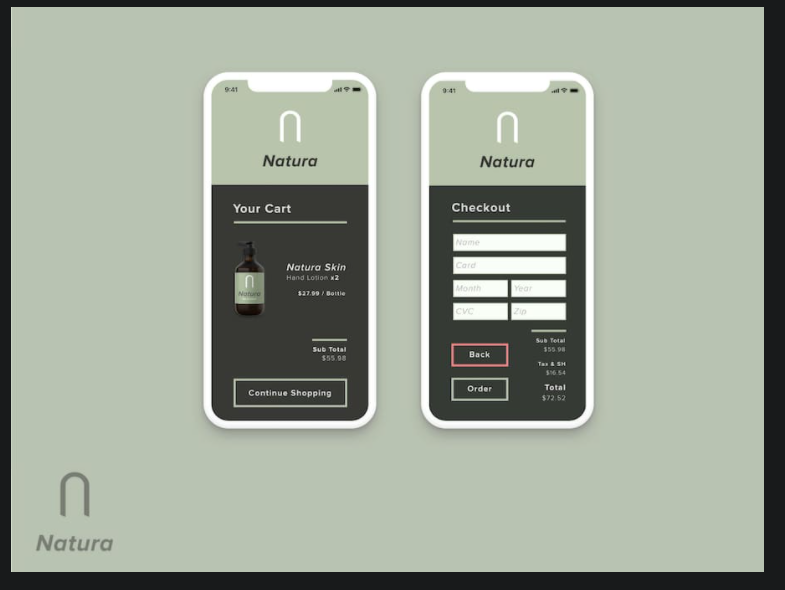 9:41
Natura
Your Cart
Natura
Natura Skin
Hand Lotion x2
$27.99 / Bottle
Sub Total
$55.98
Continue Shopping
9:41
Natura
Checkout
Name
Card
Month Year
CVC Zip
Sub Total
$55.98
Tax & SH
$16.54
Total
$72.52
Back
Order
Natura